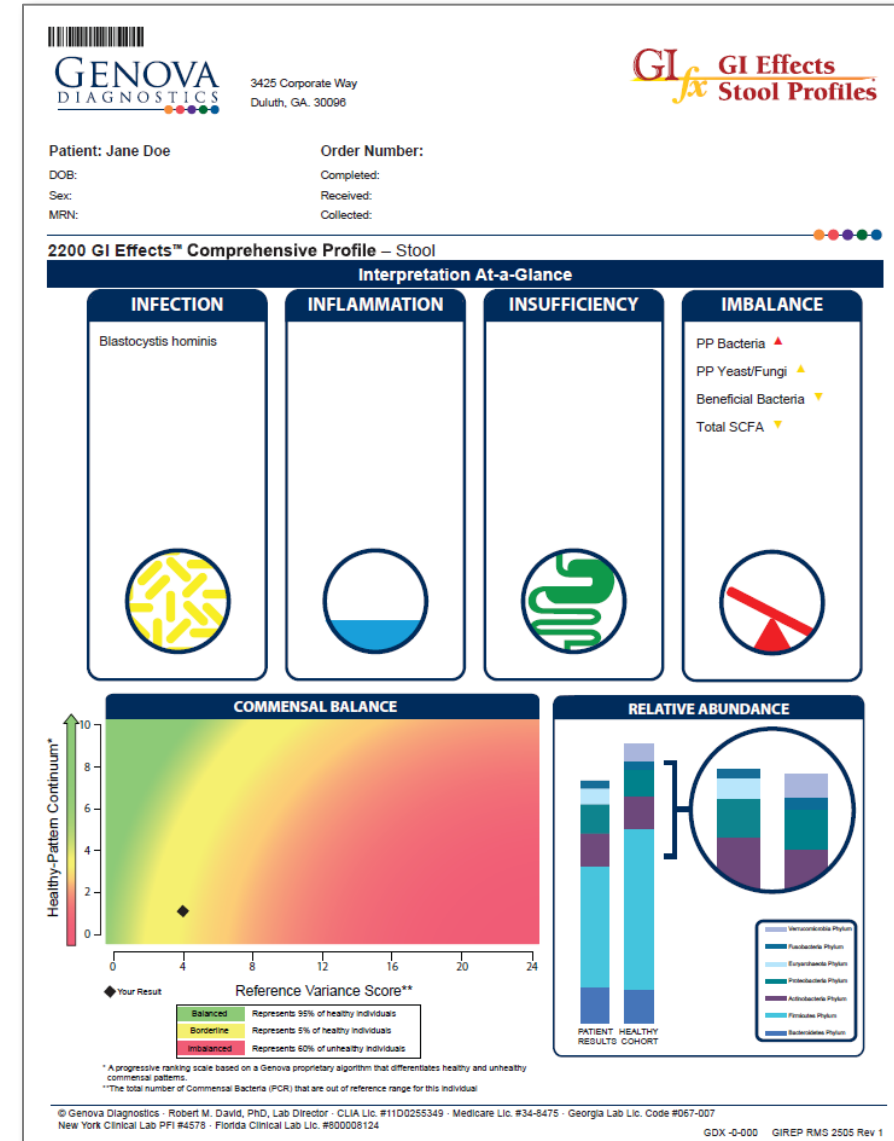 GENOVA
DIAGNOSTICS
3425 Corporate Way
Duluth, GA. 30096
GI fx GI Effects
Stool Profiles
Patient: Jane Doe
Order Number:
DOB:
Completed:
Sex:
Received:
MRN:
Collected:
2200 GI Effects™ Comprehensive Profile – Stool
Interpretation At-a-Glance
INFECTION
INFLAMMATION
INSUFFICIENCY
IMBALANCE
Blastocystis hominis
PP Bacteria ▲
PP Yeast/Fungi ▲
Beneficial Bacteria ▼
Total SCFA ▼
COMMENSAL BALANCE
Healthy-Pattern Continuum*
10
8
6
4
2
0
0 4 8 12 16 20 24
◆ Your Result
Reference Variance Score**
Balanced Represents 95% of healthy individuals
Borderline Represents 5% of healthy individuals
Imbalanced Represents 60% of unhealthy individuals
* A progressive ranking scale based on a Genova proprietary algorithm that differentiates healthy and unhealthy
commensal patterns.
**The total number of Commensal Bacteria (PCR) that are out of reference range for this individual
RELATIVE ABUNDANCE
Verrucomicrobia Phylum
Fusobacteria Phylum
Euryarchaeota Phylum
Proteobacteria Phylum
Actinobacteria Phylum
Firmicutes Phylum
Bacteroidetes Phylum
PATIENT RESULTS
HEALTHY COHORT
© Genova Diagnostics · Robert M. David, PhD, Lab Director · CLIA Lic. #11D0255349 · Medicare Lic. #34-8475 · Georgia Lab Lic. Code #067-007
New York Clinical Lab PFI #4578 · Florida Clinical Lab Lic. #800008124
GDX -0-000 GIREP RMS 2505 Rev 1